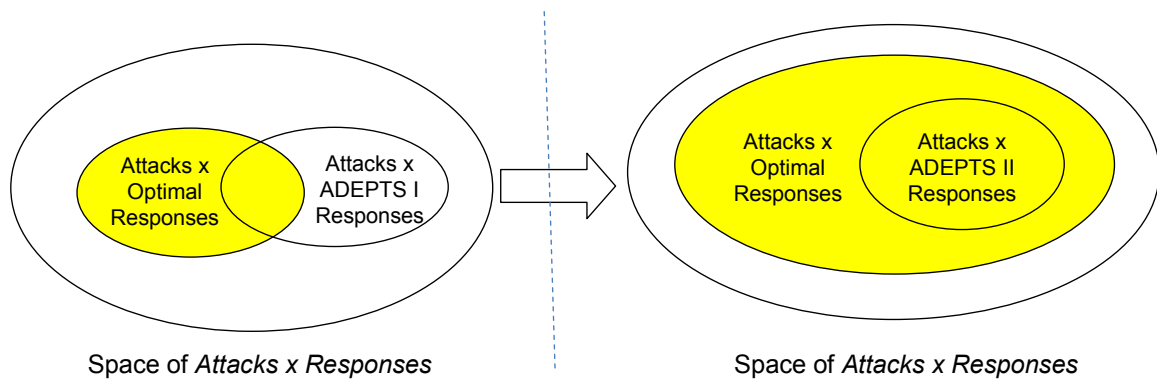 Attacks x
Optimal
Responses
Attacks x
ADEPTS I
Responses
Space of Attacks x Responses
Attacks x
Optimal
Responses
Attacks x
ADEPTS II
Responses
Space of Attacks x Responses